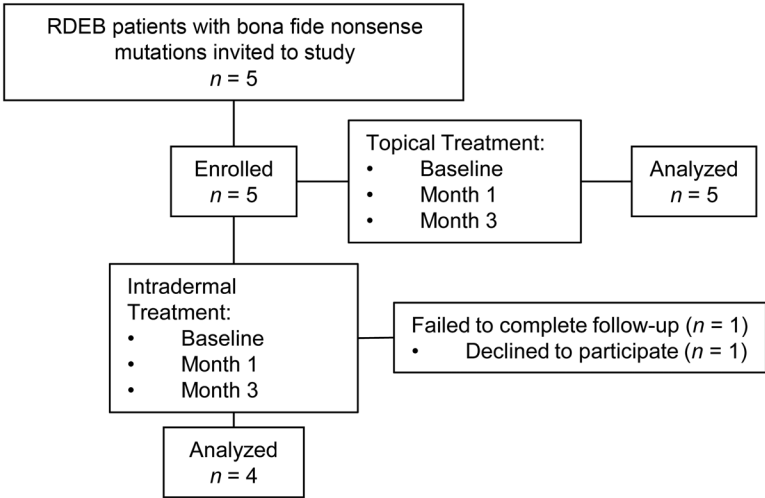 RDEB patients with bona fide nonsense
mutations invited to study
n = 5
Enrolled
n = 5
Topical Treatment:
• Baseline
• Month 1
• Month 3
Analyzed
n = 5
Intradermal
Treatment:
• Baseline
• Month 1
• Month 3
Failed to complete follow-up (n = 1)
• Declined to participate (n = 1)
Analyzed
n = 4